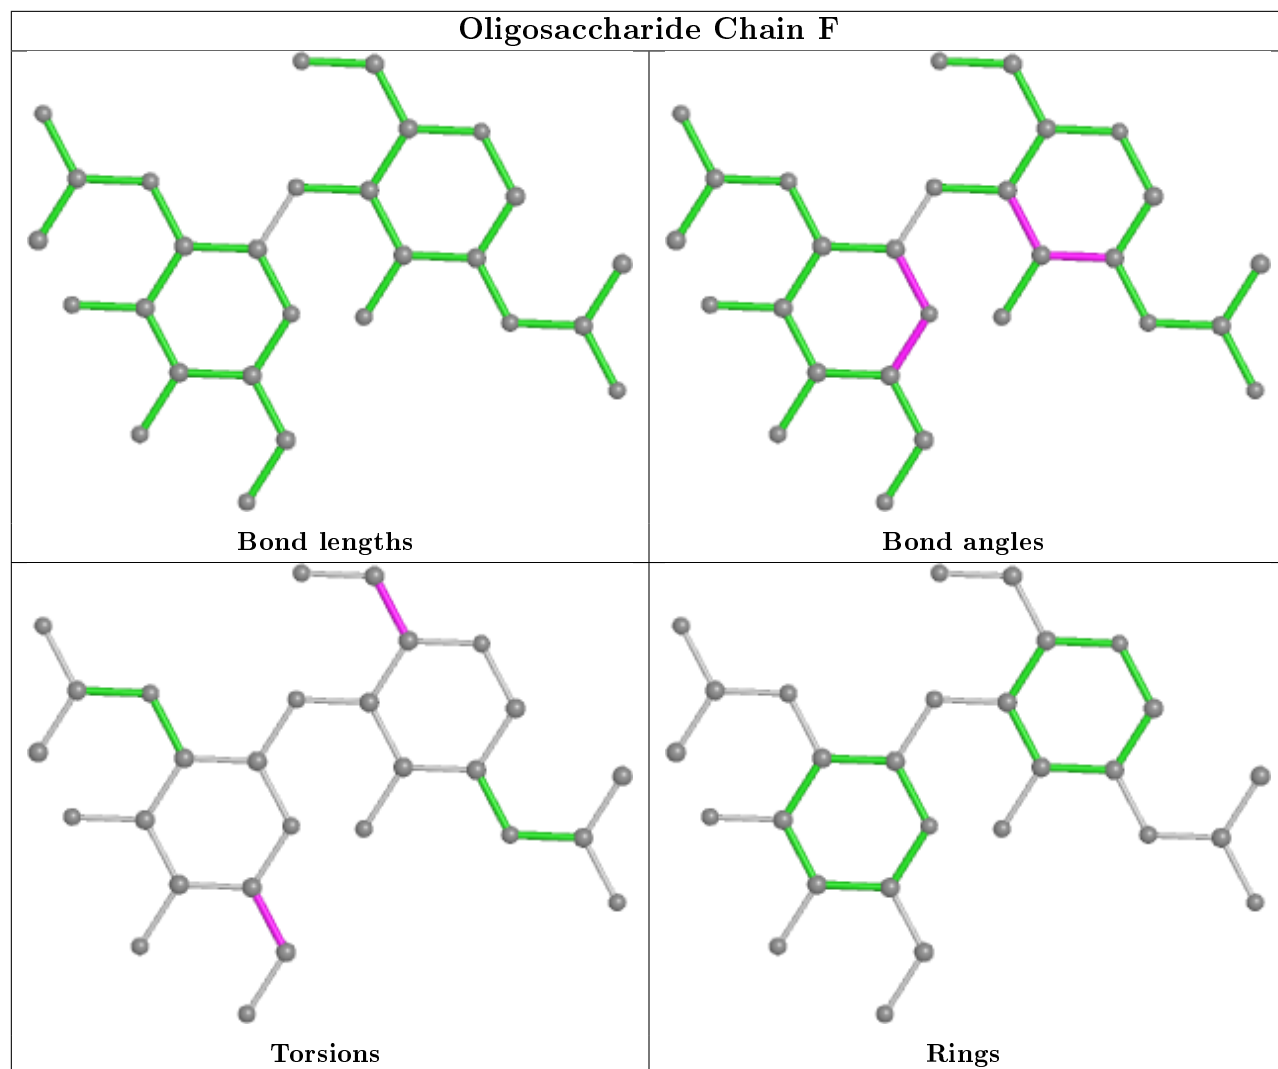 Oligosaccharide Chain F
Bond lengths
Bond angles
Torsions
Rings